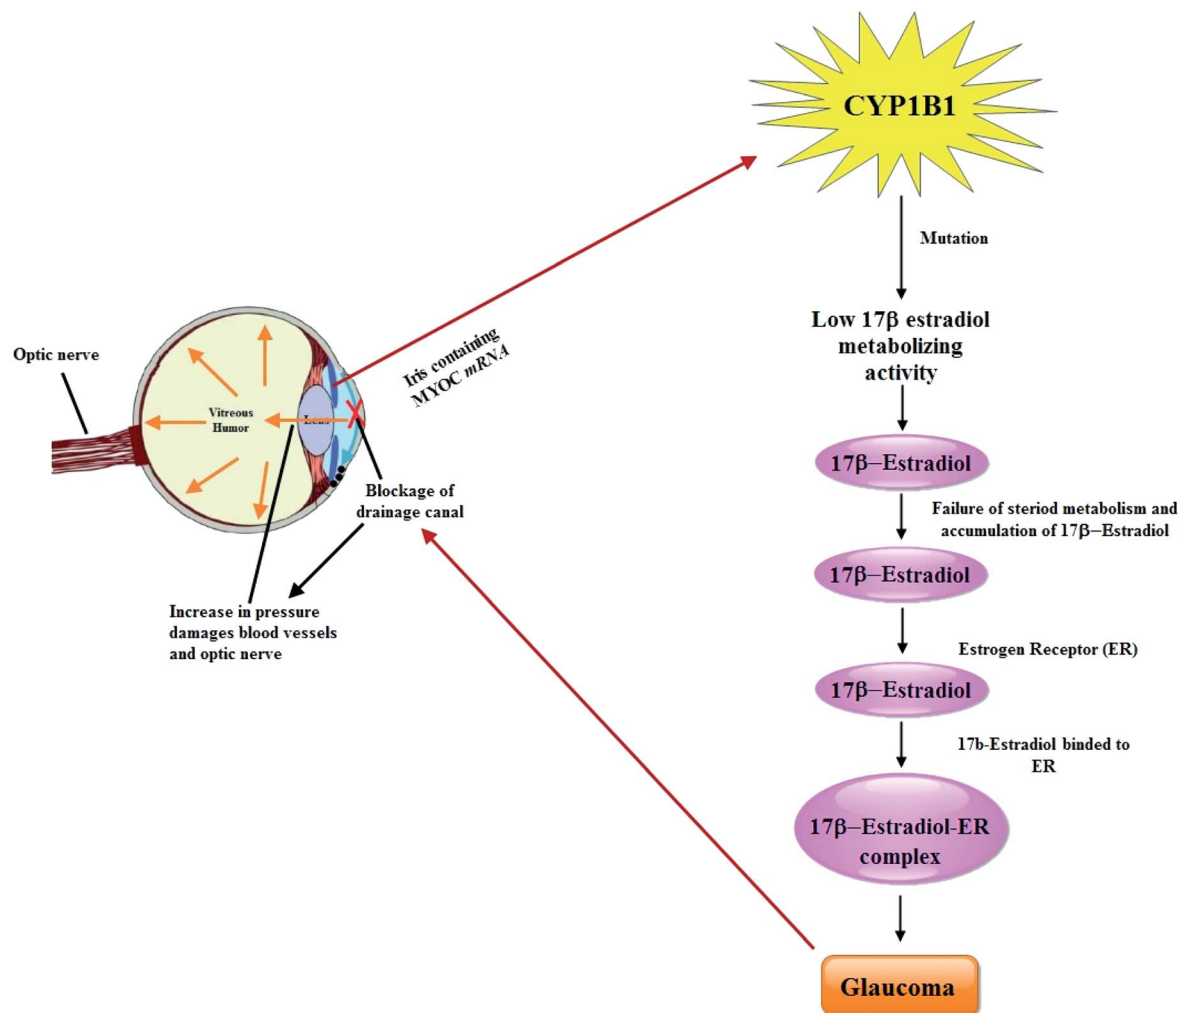 CYP1B1
Mutation
Low 17β estradiol
metabolizing
activity
17β–Estradiol
Failure of steriod metabolism and
accumulation of 17β–Estradiol
17β–Estradiol
Estrogen Receptor (ER)
17β–Estradiol
17b-Estradiol binded to
ER
17β–Estradiol-ER
complex
Glaucoma
Iris containing
MYOC mRNA
Optic nerve
Vitreous
Humor
Lens
Blockage of
drainage canal
Increase in pressure
damages blood vessels
and optic nerve